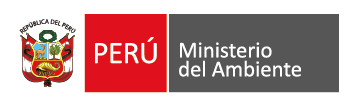 REPÚBLICA DEL PERÚ
PERÚ
Ministerio
del Ambiente